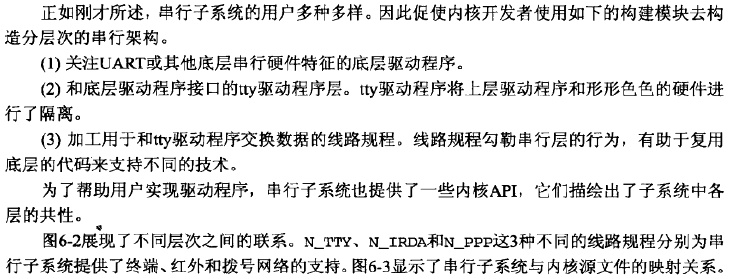 正如刚才所述，串行子系统的用户多种多样。因此促使内核开发者使用如下的构建模块去构
造分层次的串行架构。
(1) 关注UART或其他底层串行硬件特征的底层驱动程序。
(2) 和底层驱动程序接口的tty驱动程序层。tty驱动程序将上层驱动程序和形形色色的硬件进
行了隔离。
(3) 加工用于和tty驱动程序交换数据的线路规程。线路规程勾勒串行层的行为，有助于复用
底层的代码来支持不同的技术。
为了帮助用户实现驱动程序，串行子系统也提供了一些内核API，它们描绘出了子系统中各
层的共性。
图6-2展现了不同层次之间的联系。N_TTY、N_IRDA和N_PPP这3种不同的线路规程分别为串
行子系统提供了终端、红外和拨号网络的支持。图6-3显示了串行子系统与内核源文件的映射关系。